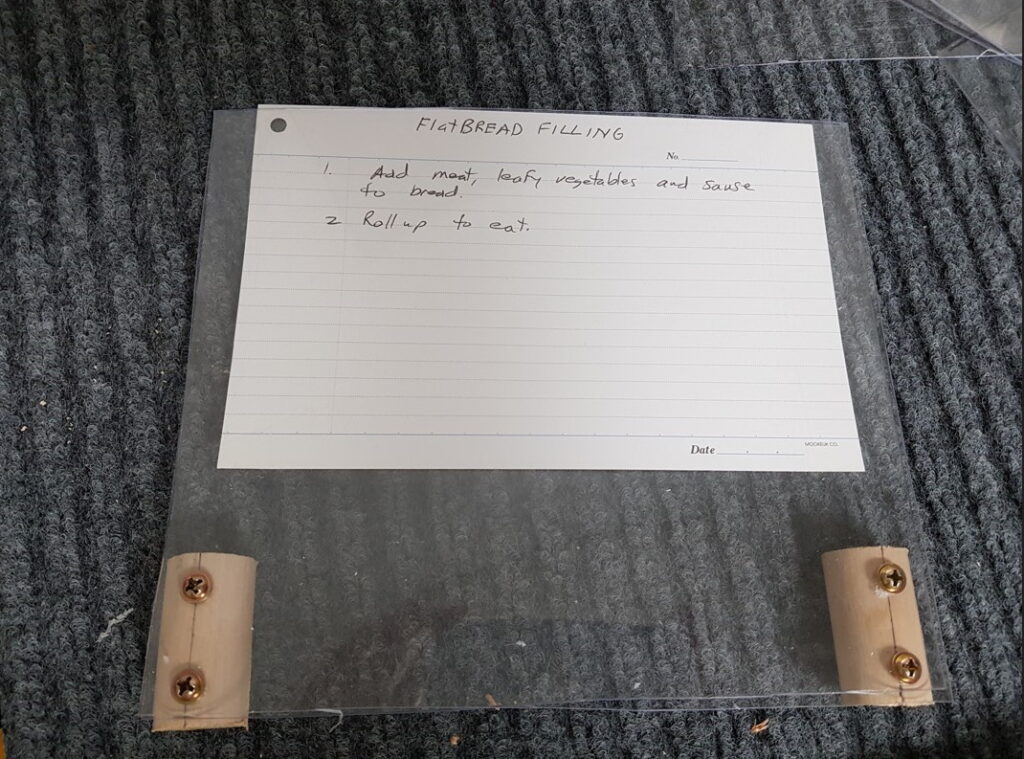 FlatBREAD FILLING
No.
1. Add meat, leafy vegetables and sause
to bread.
2 Roll up to eat.
Date